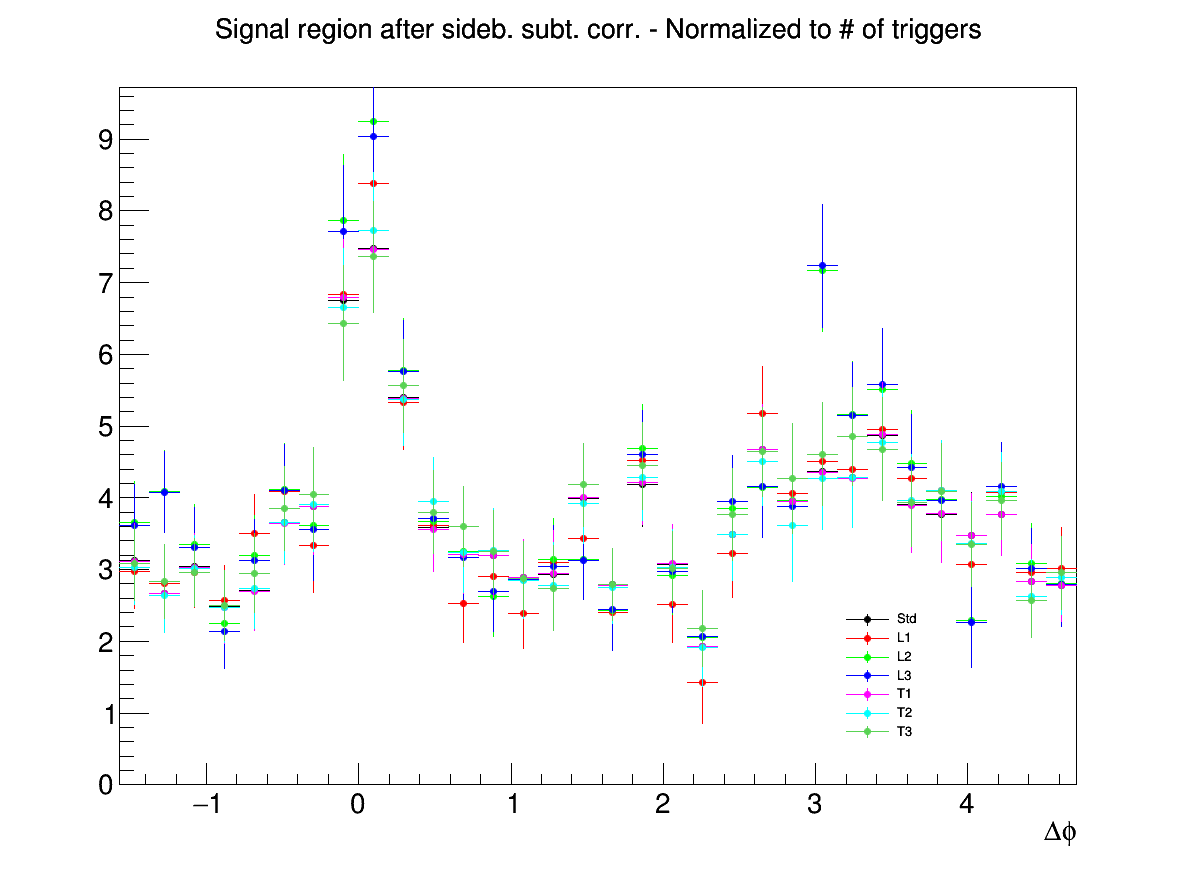 Signal region after sideb. subt. corr. - Normalized to # of triggers
9
8
7
6
5
4
3
2
1
0
Std
L1
L2
L3
T1
T2
T3
−1 0 1 2 3 4
Δϕ